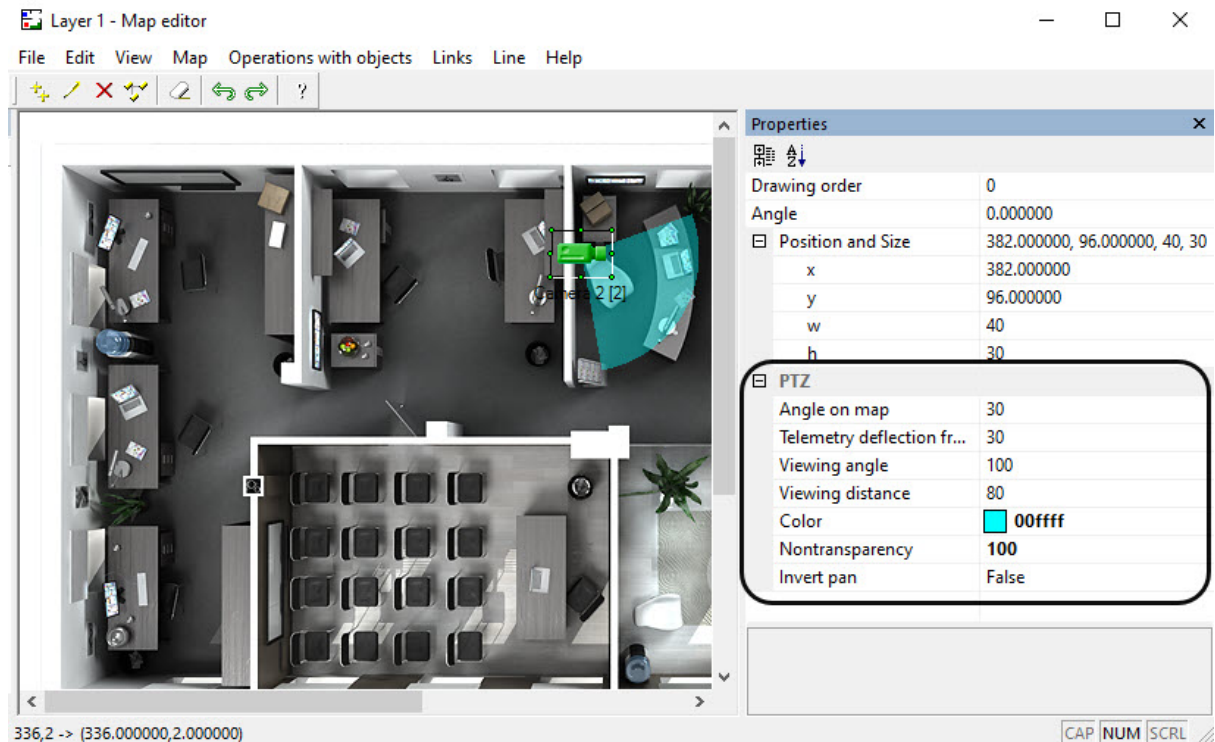 Layer 1 - Map editor
File Edit View Map Operations with objects Links Line Help
?
Properties
A
Z
Drawing order 0
Angle 0.000000
Position and Size 382.000000, 96.000000, 40, 30
x 382.000000
y 96.000000
w 40
h 30
PTZ
Angle on map 30
Telemetry deflection fr... 30
Viewing angle 100
Viewing distance 80
Color 00ffff
Nontransparency 100
Invert pan False
Camera 2 [2]
336,2 -> (336.000000,2.000000)
CAP NUM SCRL